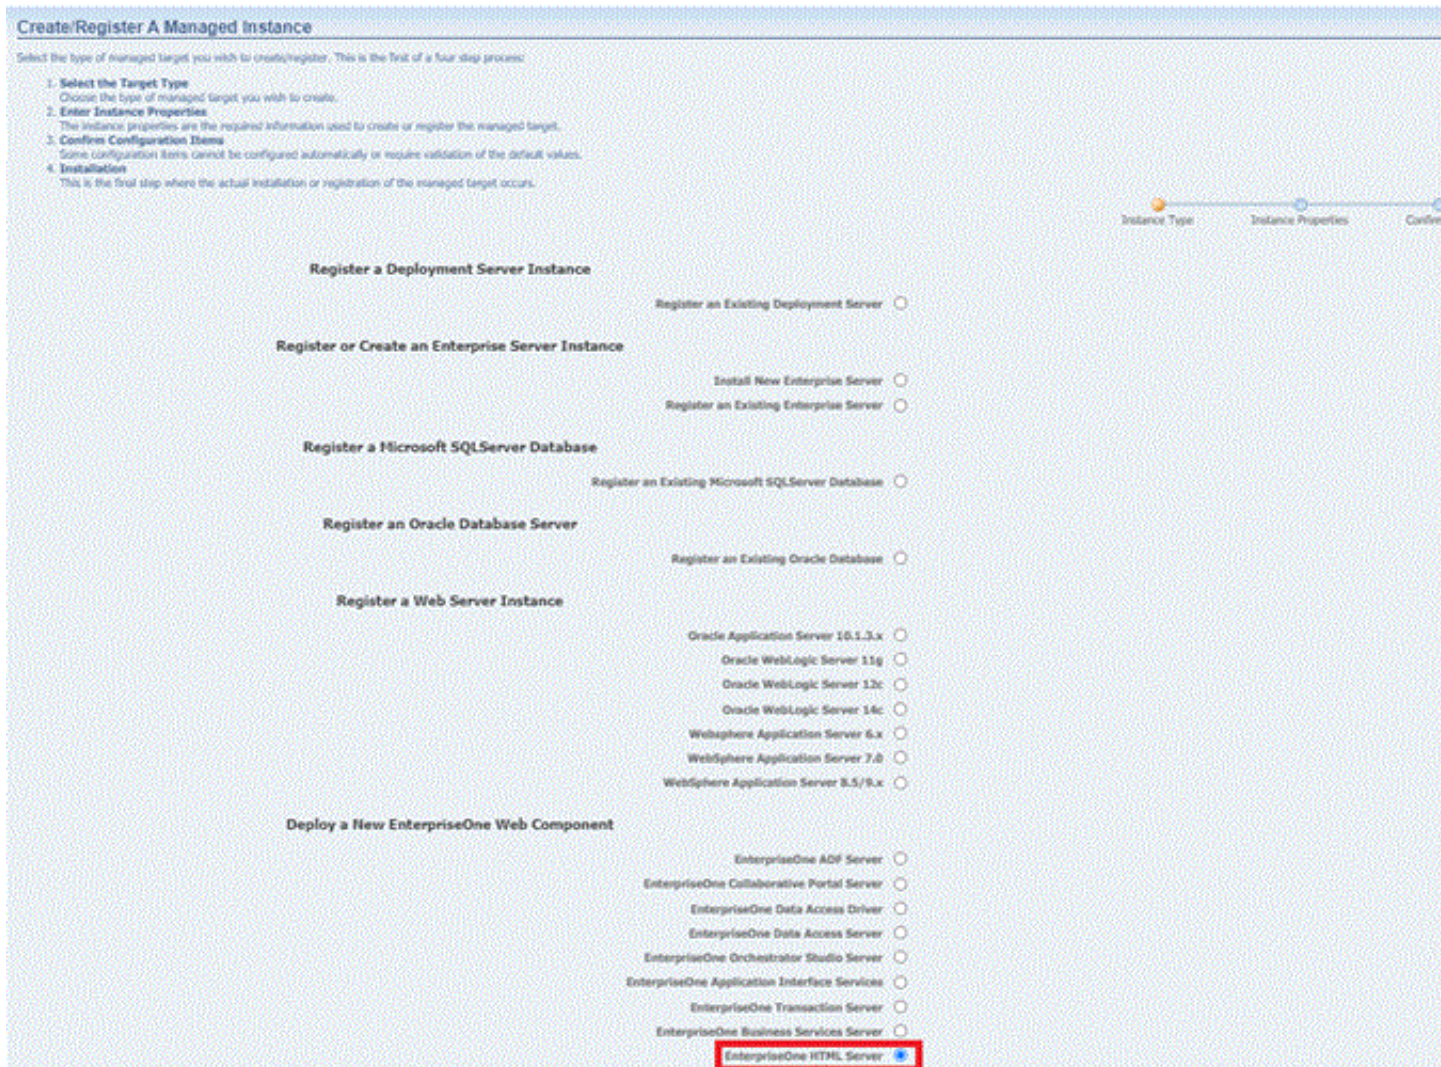 Create/Register A Managed Instance
Select the type of managed target you wish to create/register. This is the first of a four step process:
1. Select the Target Type
Choose the type of managed target you wish to create.
2. Enter Instance Properties
The instance properties are the required information used to create or register the managed target.
3. Confirm Configuration Items
Some configuration items cannot be configured automatically or require validation of the default values.
4. Installation
This is the final step where the actual installation or registration of the managed target occurs.
Instance Type Instance Properties Confirm
Register a Deployment Server Instance
Register an Existing Deployment Server
Register or Create an Enterprise Server Instance
Install New Enterprise Server
Register an Existing Enterprise Server
Register a Microsoft SQLServer Database
Register an Existing Microsoft SQLServer Database
Register an Oracle Database Server
Register an Existing Oracle Database
Register a Web Server Instance
Oracle Application Server 10.1.3.x
Oracle WebLogic Server 11g
Oracle WebLogic Server 12c
Oracle WebLogic Server 14c
Websphere Application Server 6.x
WebSphere Application Server 7.0
WebSphere Application Server 8.5/9.x
Deploy a New EnterpriseOne Web Component
EnterpriseOne ADF Server
EnterpriseOne Collaborative Portal Server
EnterpriseOne Data Access Driver
EnterpriseOne Data Access Server
EnterpriseOne Orchestrator Studio Server
EnterpriseOne Application Interface Services
EnterpriseOne Transaction Server
EnterpriseOne Business Services Server
EnterpriseOne HTML Server